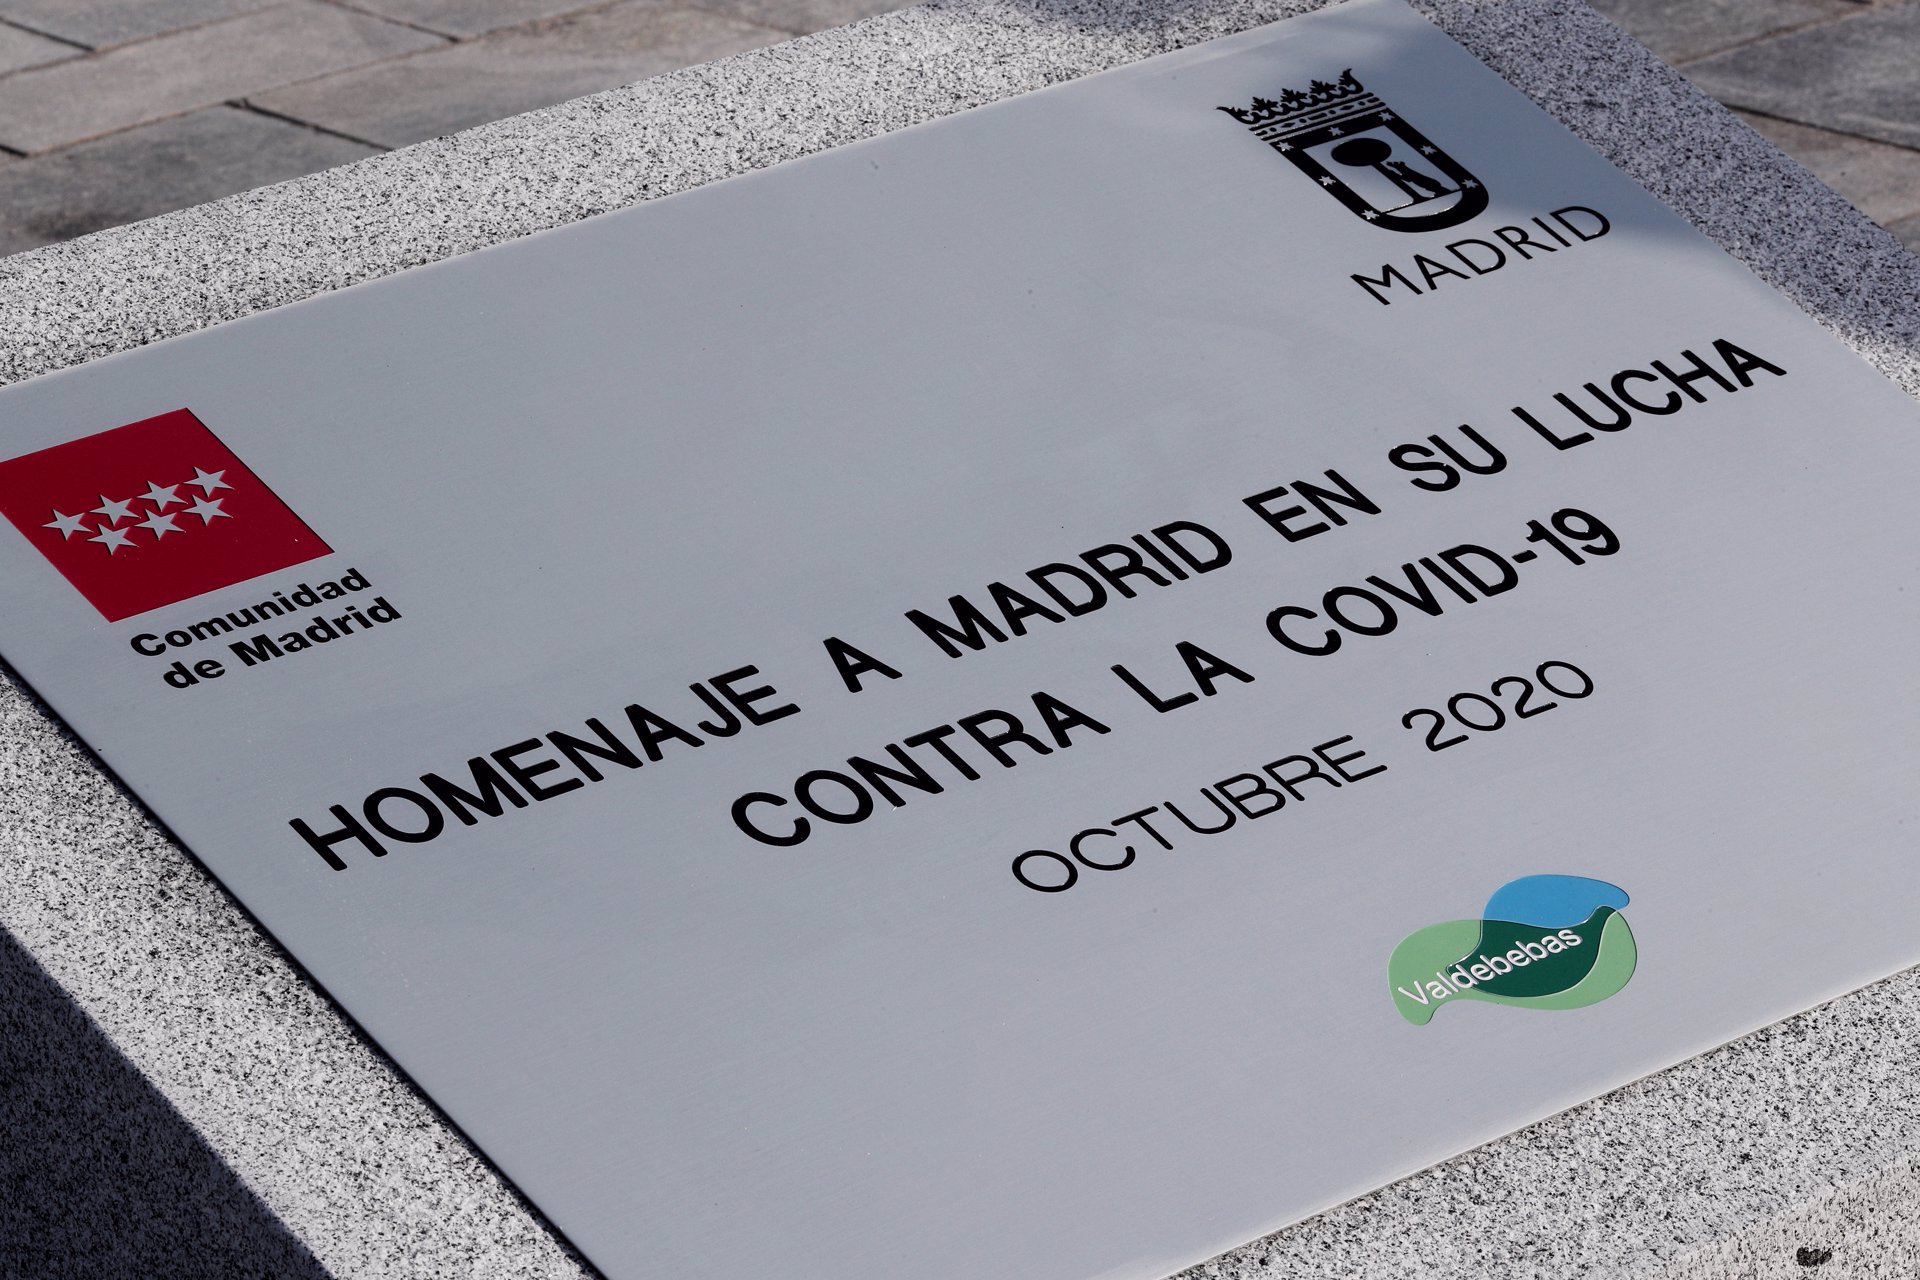 MADRID
Comunidad
de Madrid
HOMENAJE A MADRID EN SU LUCHA
CONTRA LA COVID-19
OCTUBRE 2020
Valdebebas